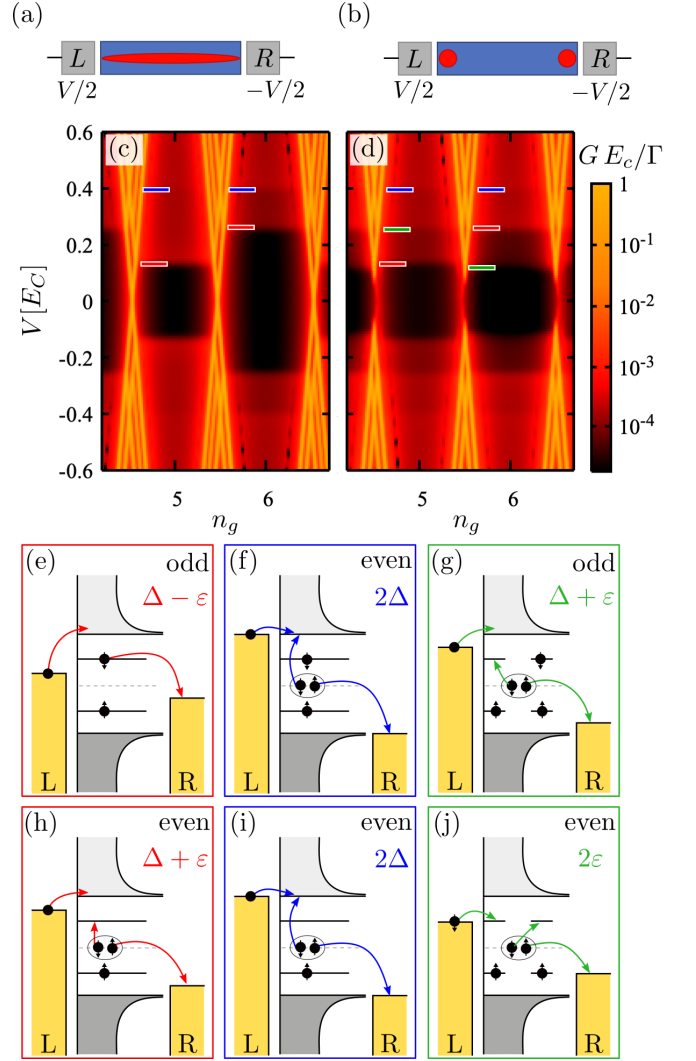 (a)
L
R
V/2
−V/2
(b)
L
R
V/2
−V/2
(c)
(d)
G E_c/Γ
V [E_C]
0.6
0.4
0.2
0
-0.2
-0.4
-0.6
5
6
n_g
5
6
n_g
1
10^{-1}
10^{-2}
10^{-3}
10^{-4}
(e)
odd
Δ − ε
L
R
(f)
even
2Δ
L
R
(g)
odd
Δ + ε
L
R
(h)
even
Δ + ε
L
R
(i)
even
2Δ
L
R
(j)
even
2ε
L
R